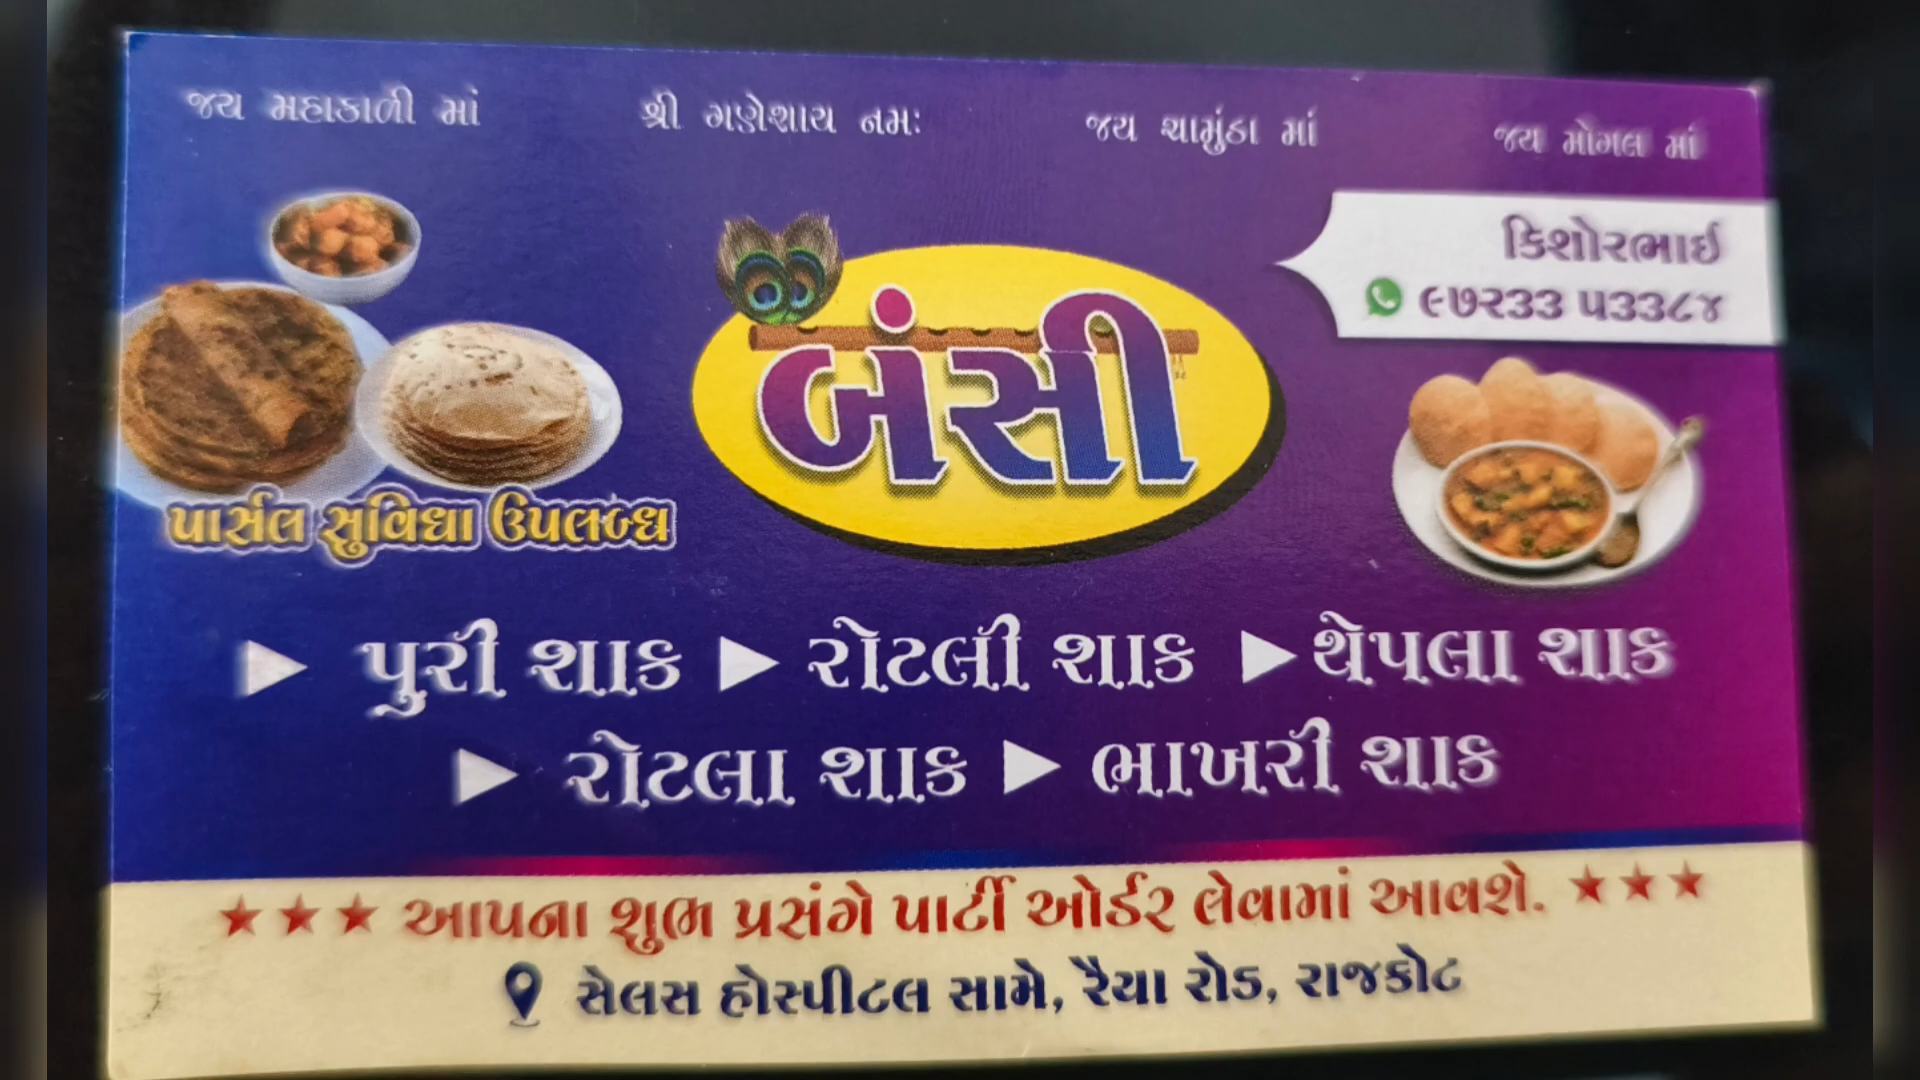 જય મહાકાળી માં શ્રી ગણેશાય નમઃ જય ચામુંડા માં જય મોગલ માં
કિશોરભાઈ
૯૭૨૩૩ ૫૩૩૮૪
બંસી
પાર્સલ સુવિધા ઉપલબ્ધ
▶ પુરી શાક ▶ રોટલી શાક ▶ થેપલા શાક
▶ રોટલા શાક ▶ ભાખરી શાક
★ ★ ★ આપના શુભ પ્રસંગે પાર્ટી ઓર્ડર લેવામાં આવશે. ★ ★ ★
સેલસ હોસ્પીટલ સામે, રૈયા રોડ, રાજકોટ